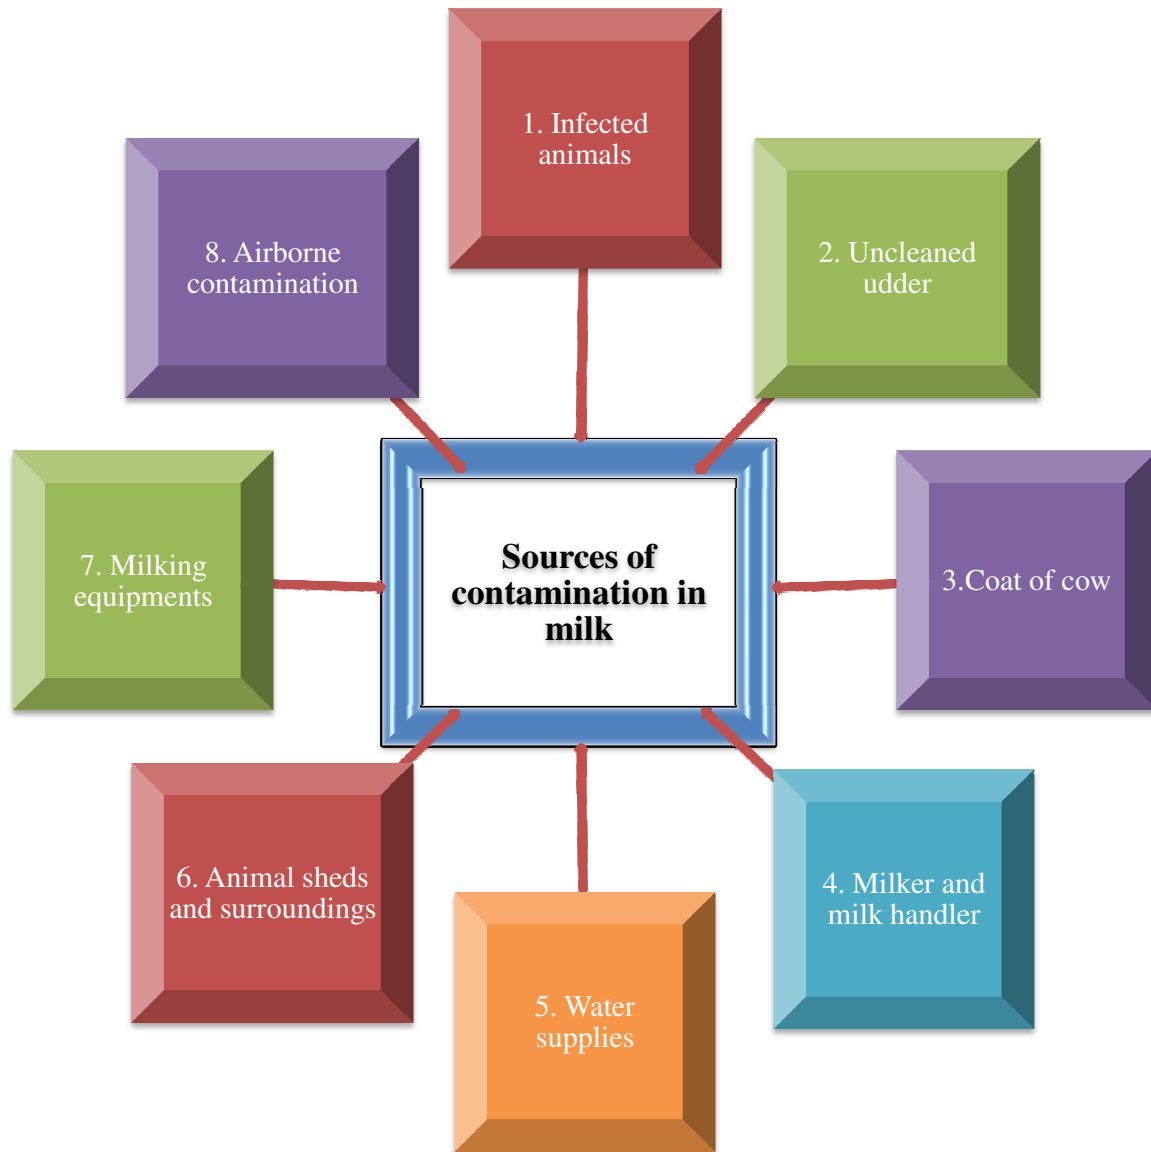 1. Infected
animals
2. Uncleaned
udder
3.Coat of cow
4. Milker and
milk handler
5. Water
supplies
6. Animal sheds
and surroundings
7. Milking
equipments
8. Airborne
contamination
Sources of
contamination in
milk